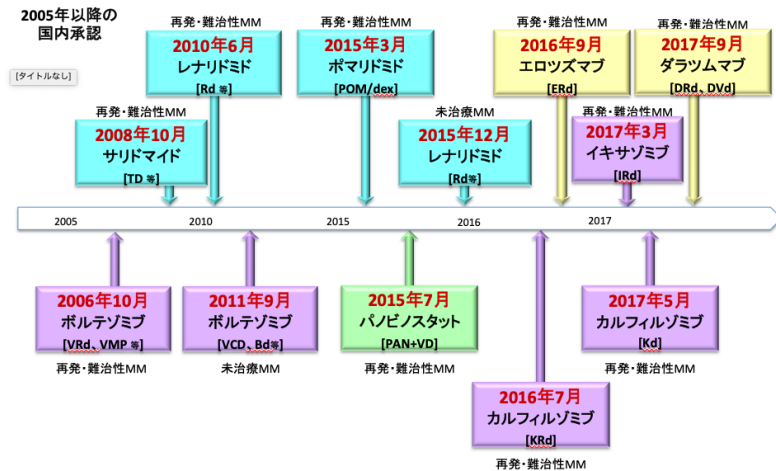 2005年以降の
国内承認
[タイトルなし]
再発・難治性MM
2010年6月
レナリドミド
[Rd 等]
再発・難治性MM
2015年3月
ポマリドミド
[POM/dex]
再発・難治性MM
2016年9月
エロツズマブ
[ERd]
再発・難治性MM
2017年9月
ダラツムマブ
[DRd、DVd]
再発・難治性MM
2008年10月
サリドマイド
[TD 等]
未治療MM
2015年12月
レナリドミド
[Rd等]
再発・難治性MM
2017年3月
イキサゾミブ
[IRd]
2005
2010
2015
2016
2017
2006年10月
ボルテゾミブ
[VRd、VMP 等]
再発・難治性MM
2011年9月
ボルテゾミブ
[VCD、Bd等]
未治療MM
2015年7月
パノビノスタット
[PAN+VD]
再発・難治性MM
2017年5月
カルフィルゾミブ
[Kd]
再発・難治性MM
2016年7月
カルフィルゾミブ
[KRd]
再発・難治性MM